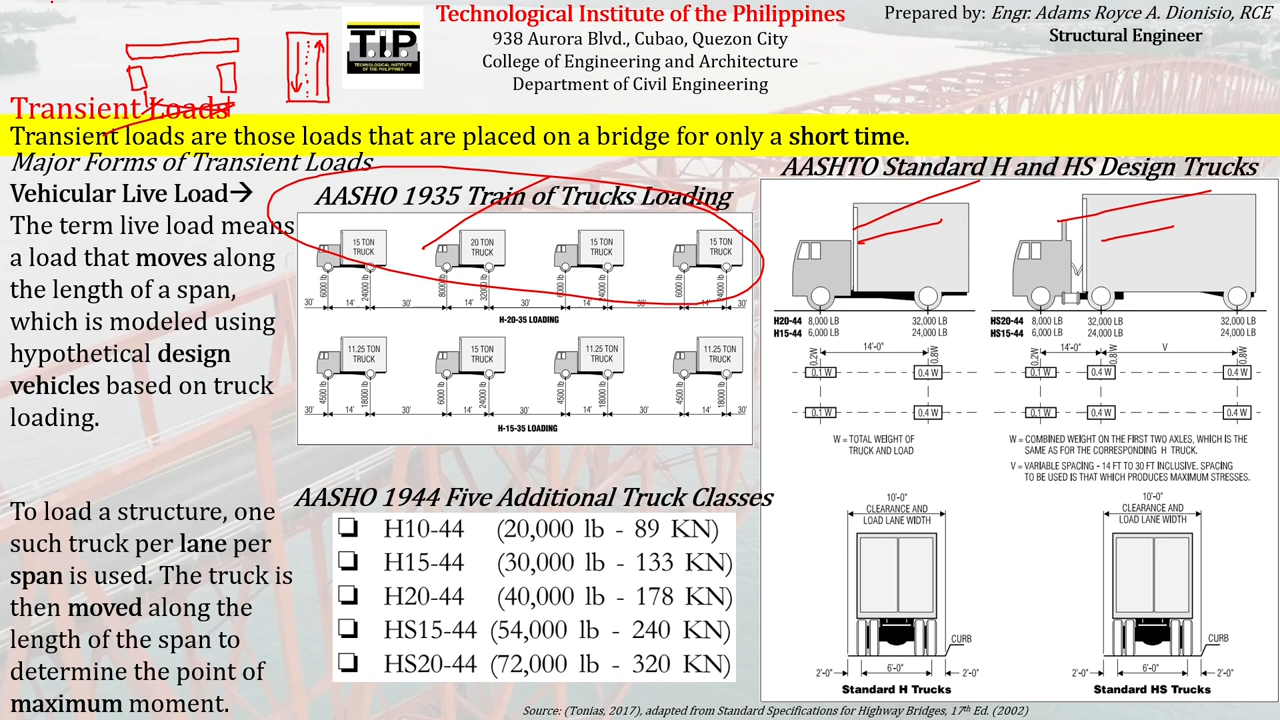 Technological Institute of the Philippines
938 Aurora Blvd., Cubao, Quezon City
College of Engineering and Architecture
Department of Civil Engineering
Prepared by: Engr. Adams Royce A. Dionisio, RCE
Structural Engineer
TIP
TECHNOLOGICAL INSTITUTE
OF THE PHILIPPINES
Transient Loads
Transient loads are those loads that are placed on a bridge for only a short time.
Major Forms of Transient Loads
Vehicular Live Load→
The term live load means
a load that moves along
the length of a span,
which is modeled using
hypothetical design
vehicles based on truck
loading.
To load a structure, one
such truck per lane per
span is used. The truck is
then moved along the
length of the span to
determine the point of
maximum moment.
AASHO 1935 Train of Trucks Loading
15 TON TRUCK 20 TON TRUCK 15 TON TRUCK 15 TON TRUCK
6000 lb 24000 lb 8000 lb 32000 lb 6000 lb 24000 lb 6000 lb 24000 lb
30' 14' 30' 14' 30' 14' 30' 14' 30'
H-20-35 LOADING
11.25 TON TRUCK 15 TON TRUCK 11.25 TON TRUCK 11.25 TON TRUCK
4500 lb 18000 lb 6000 lb 24000 lb 4500 lb 18000 lb 4500 lb 18000 lb
30' 14' 30' 14' 30' 14' 30' 14' 30'
H-15-35 LOADING
AASHO 1944 Five Additional Truck Classes
❑ H10-44 (20,000 lb - 89 KN)
❑ H15-44 (30,000 lb - 133 KN)
❑ H20-44 (40,000 lb - 178 KN)
❑ HS15-44 (54,000 lb - 240 KN)
❑ HS20-44 (72,000 lb - 320 KN)
AASHTO Standard H and HS Design Trucks
H20-44 8,000 LB 32,000 LB
H15-44 6,000 LB 24,000 LB
14'-0"
0.2W 0.8W
0.1 W 0.4 W
0.1 W 0.4 W
W = TOTAL WEIGHT OF
TRUCK AND LOAD
10'-0"
CLEARANCE AND
LOAD LANE WIDTH
CURB
2'-0" 6'-0" 2'-0"
Standard H Trucks
HS20-44 8,000 LB 32,000 LB 32,000 LB
HS15-44 6,000 LB 24,000 LB 24,000 LB
14'-0" V
0.2W 0.8W 0.8W
0.1 W 0.4 W 0.4 W
0.1 W 0.4 W 0.4 W
W = COMBINED WEIGHT ON THE FIRST TWO AXLES, WHICH IS THE
SAME AS FOR THE CORRESPONDING H TRUCK.
V = VARIABLE SPACING - 14 FT TO 30 FT INCLUSIVE. SPACING
TO BE USED IS THAT WHICH PRODUCES MAXIMUM STRESSES.
10'-0"
CLEARANCE AND
LOAD LANE WIDTH
CURB
2'-0" 6'-0" 2'-0"
Standard HS Trucks
Source: (Tonias, 2017), adapted from Standard Specifications for Highway Bridges, 17th Ed. (2002)